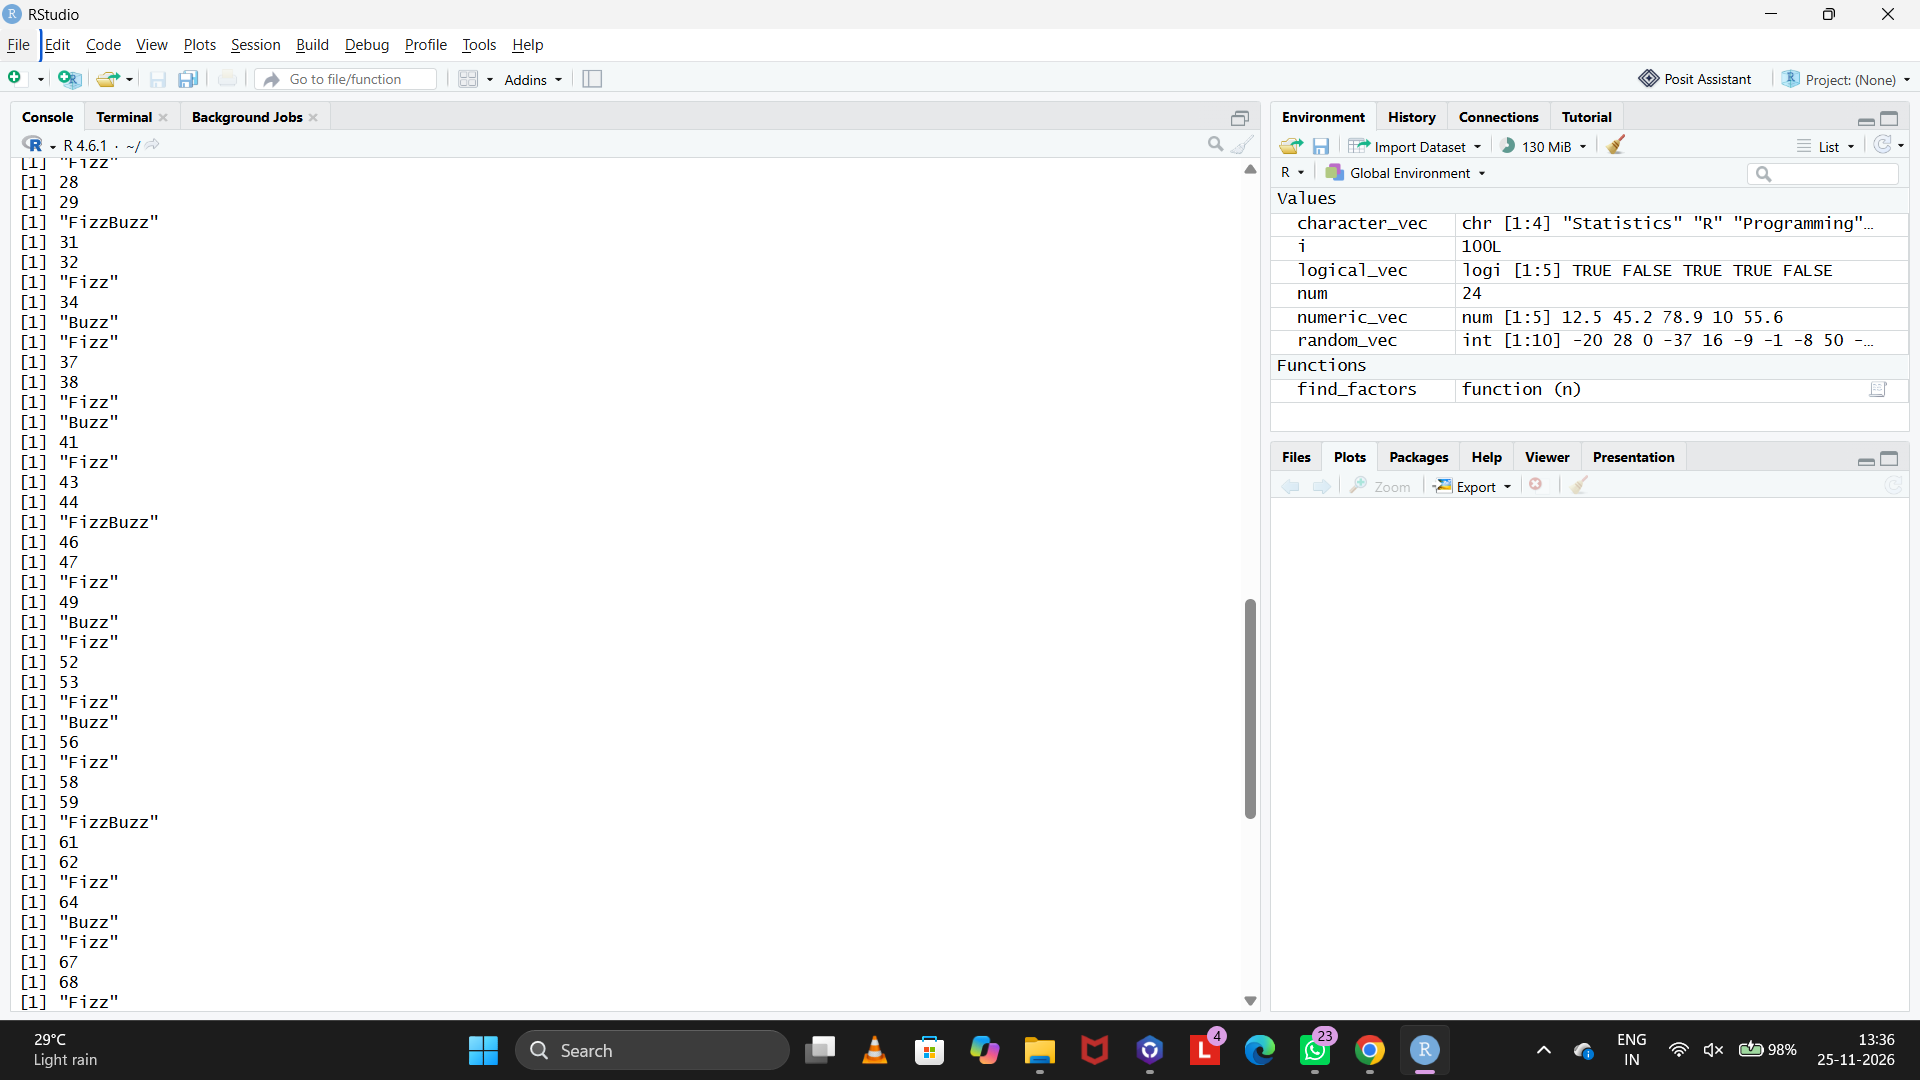 RStudio
File Edit Code View Plots Session Build Debug Profile Tools Help
Go to file/function Addins Posit Assistant Project: (None)
Console Terminal Background Jobs
R 4.6.1 · ~/
[1] "Fizz"
[1] 28
[1] 29
[1] "FizzBuzz"
[1] 31
[1] 32
[1] "Fizz"
[1] 34
[1] "Buzz"
[1] "Fizz"
[1] 37
[1] 38
[1] "Fizz"
[1] "Buzz"
[1] 41
[1] "Fizz"
[1] 43
[1] 44
[1] "FizzBuzz"
[1] 46
[1] 47
[1] "Fizz"
[1] 49
[1] "Buzz"
[1] "Fizz"
[1] 52
[1] 53
[1] "Fizz"
[1] "Buzz"
[1] 56
[1] "Fizz"
[1] 58
[1] 59
[1] "FizzBuzz"
[1] 61
[1] 62
[1] "Fizz"
[1] 64
[1] "Buzz"
[1] "Fizz"
[1] 67
[1] 68
[1] "Fizz"
Environment History Connections Tutorial
Import Dataset 130 MiB List
R Global Environment
Values
character_vec chr [1:4] "Statistics" "R" "Programming"…
i 100L
logical_vec logi [1:5] TRUE FALSE TRUE TRUE FALSE
num 24
numeric_vec num [1:5] 12.5 45.2 78.9 10 55.6
random_vec int [1:10] -20 28 0 -37 16 -9 -1 -8 50 -…
Functions
find_factors function (n)
Files Plots Packages Help Viewer Presentation
Zoom Export
29°C
Light rain
Search
4
23
ENG
IN
98%
13:36
25-11-2026